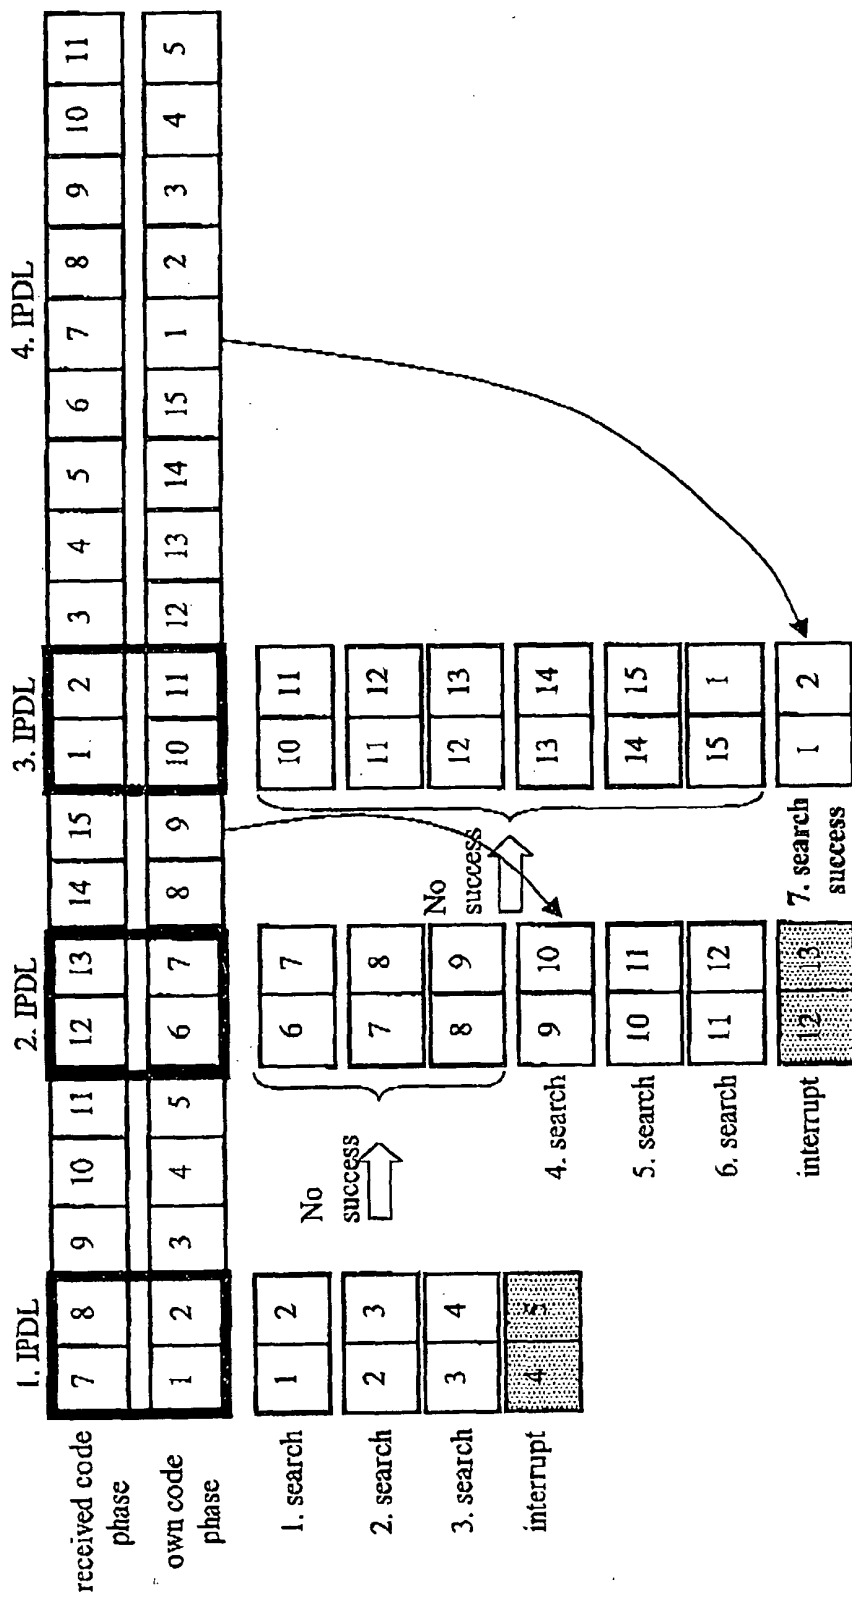 1. IPDL 2. IPDL 3. IPDL 4. IPDL
received code
phase
7 8 9 10 11 12 13 14 15 1 2 3 4 5 6 7 8 9 10 11
own code
phase
1 2 3 4 5 6 7 8 9 10 11 12 13 14 15 1 2 3 4 5
1. search 1 2
2. search 2 3
3. search 3 4
interrupt 4 5
No
success
6 7
7 8
8 9
4. search 9 10
5. search 10 11
6. search 11 12
interrupt 12 13
No
success
10 11
11 12
12 13
13 14
14 15
15 1
7. search
success
1 2